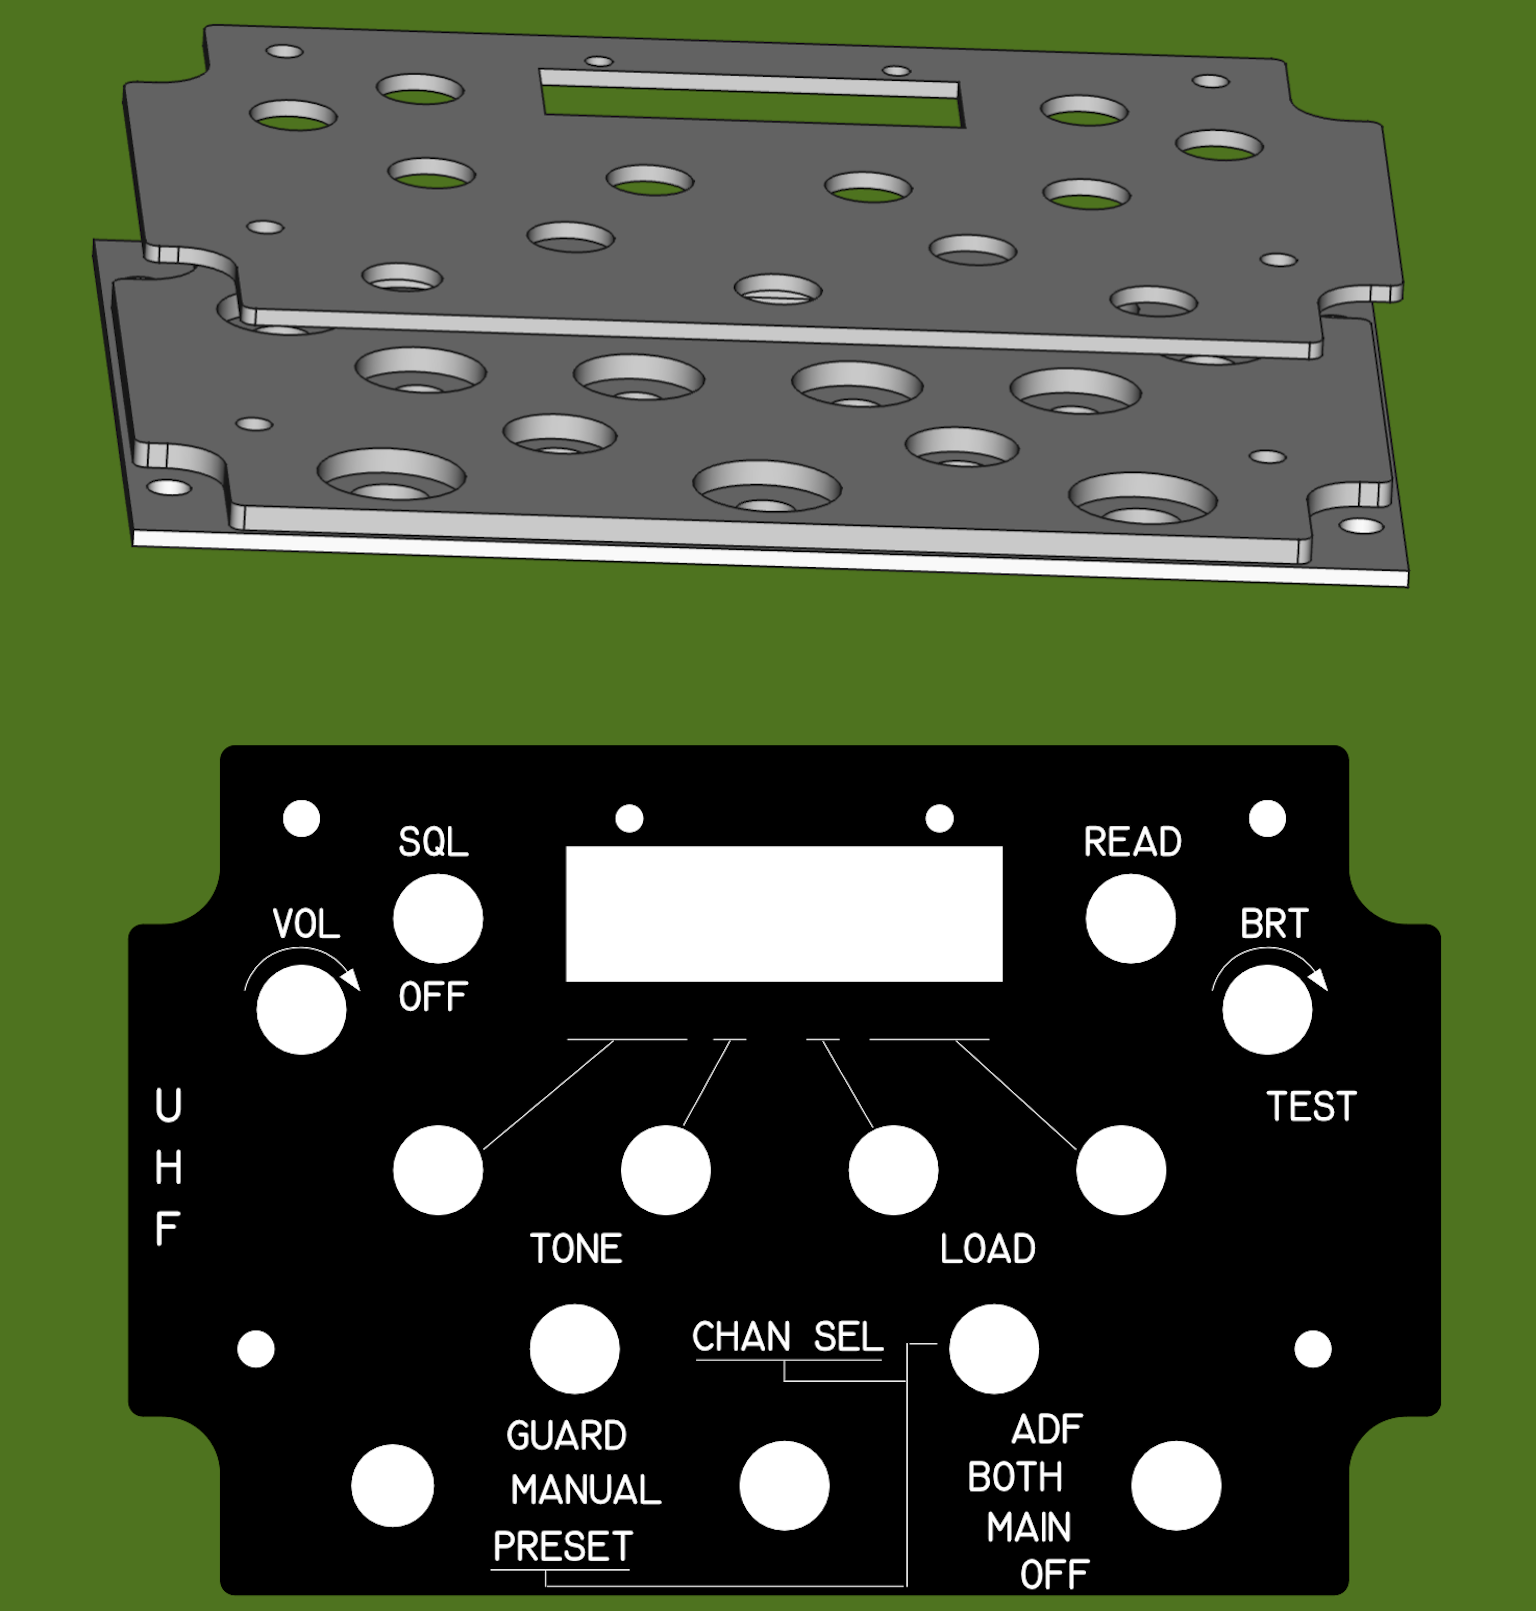 SQL
READ
VOL
BRT
OFF
U
H
F
TEST
TONE
LOAD
CHAN SEL
GUARD
MANUAL
PRESET
ADF
BOTH
MAIN
OFF